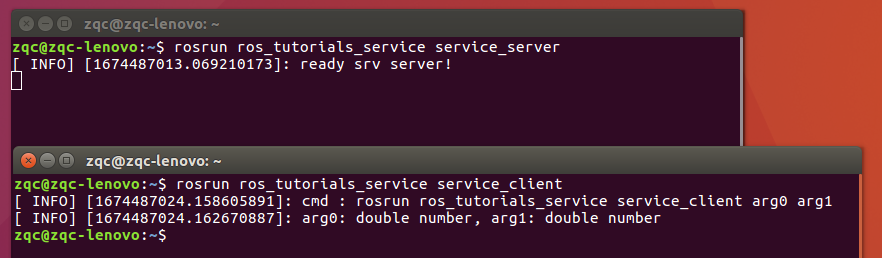 zqc@zqc-lenovo: ~
zqc@zqc-lenovo:~$ rosrun ros_tutorials_service service_server
[ INFO] [1674487013.069210173]: ready srv server!
zqc@zqc-lenovo: ~
zqc@zqc-lenovo:~$ rosrun ros_tutorials_service service_client
[ INFO] [1674487024.158605891]: cmd : rosrun ros_tutorials_service service_client arg0 arg1
[ INFO] [1674487024.162670887]: arg0: double number, arg1: double number
zqc@zqc-lenovo:~$